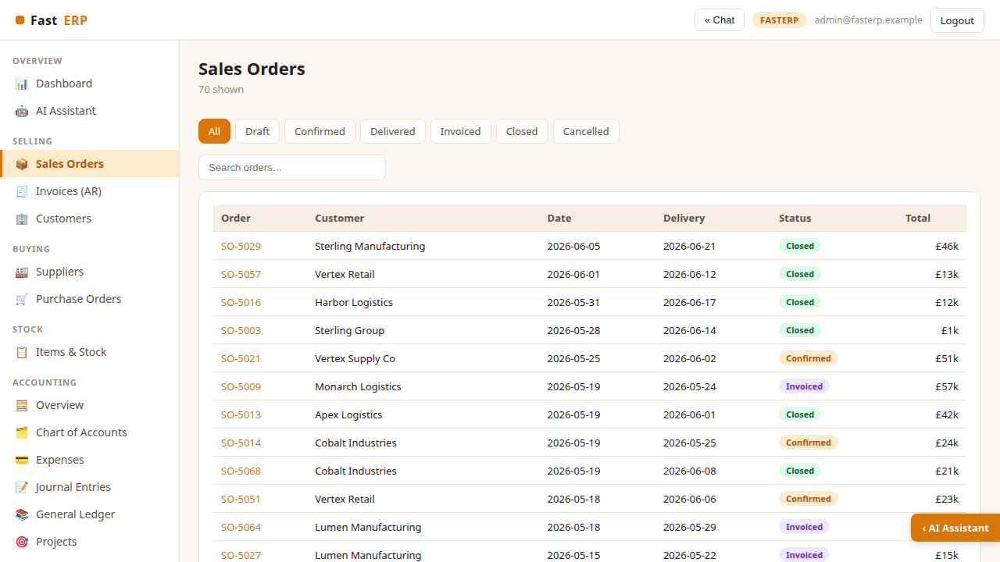 Fast ERP
« Chat
FASTERP
admin@fasterp.example
Logout
OVERVIEW
Dashboard
AI Assistant
SELLING
Sales Orders
Invoices (AR)
Customers
BUYING
Suppliers
Purchase Orders
STOCK
Items & Stock
ACCOUNTING
Overview
Chart of Accounts
Expenses
Journal Entries
General Ledger
Projects
Sales Orders
70 shown
All Draft Confirmed Delivered Invoiced Closed Cancelled
Search orders…
Order Customer Date Delivery Status Total
SO-5029 Sterling Manufacturing 2026-06-05 2026-06-21 Closed £46k
SO-5057 Vertex Retail 2026-06-01 2026-06-12 Closed £13k
SO-5016 Harbor Logistics 2026-05-31 2026-06-17 Closed £12k
SO-5003 Sterling Group 2026-05-28 2026-06-14 Closed £1k
SO-5021 Vertex Supply Co 2026-05-25 2026-06-02 Confirmed £51k
SO-5009 Monarch Logistics 2026-05-19 2026-05-24 Invoiced £57k
SO-5013 Apex Logistics 2026-05-19 2026-06-01 Closed £42k
SO-5014 Cobalt Industries 2026-05-19 2026-05-25 Confirmed £24k
SO-5068 Cobalt Industries 2026-05-19 2026-06-08 Closed £21k
SO-5051 Vertex Retail 2026-05-18 2026-06-06 Confirmed £23k
SO-5064 Lumen Manufacturing 2026-05-18 2026-05-29 Invoiced
SO-5027 Lumen Manufacturing 2026-05-15 2026-05-22 Invoiced £15k
‹ AI Assistant